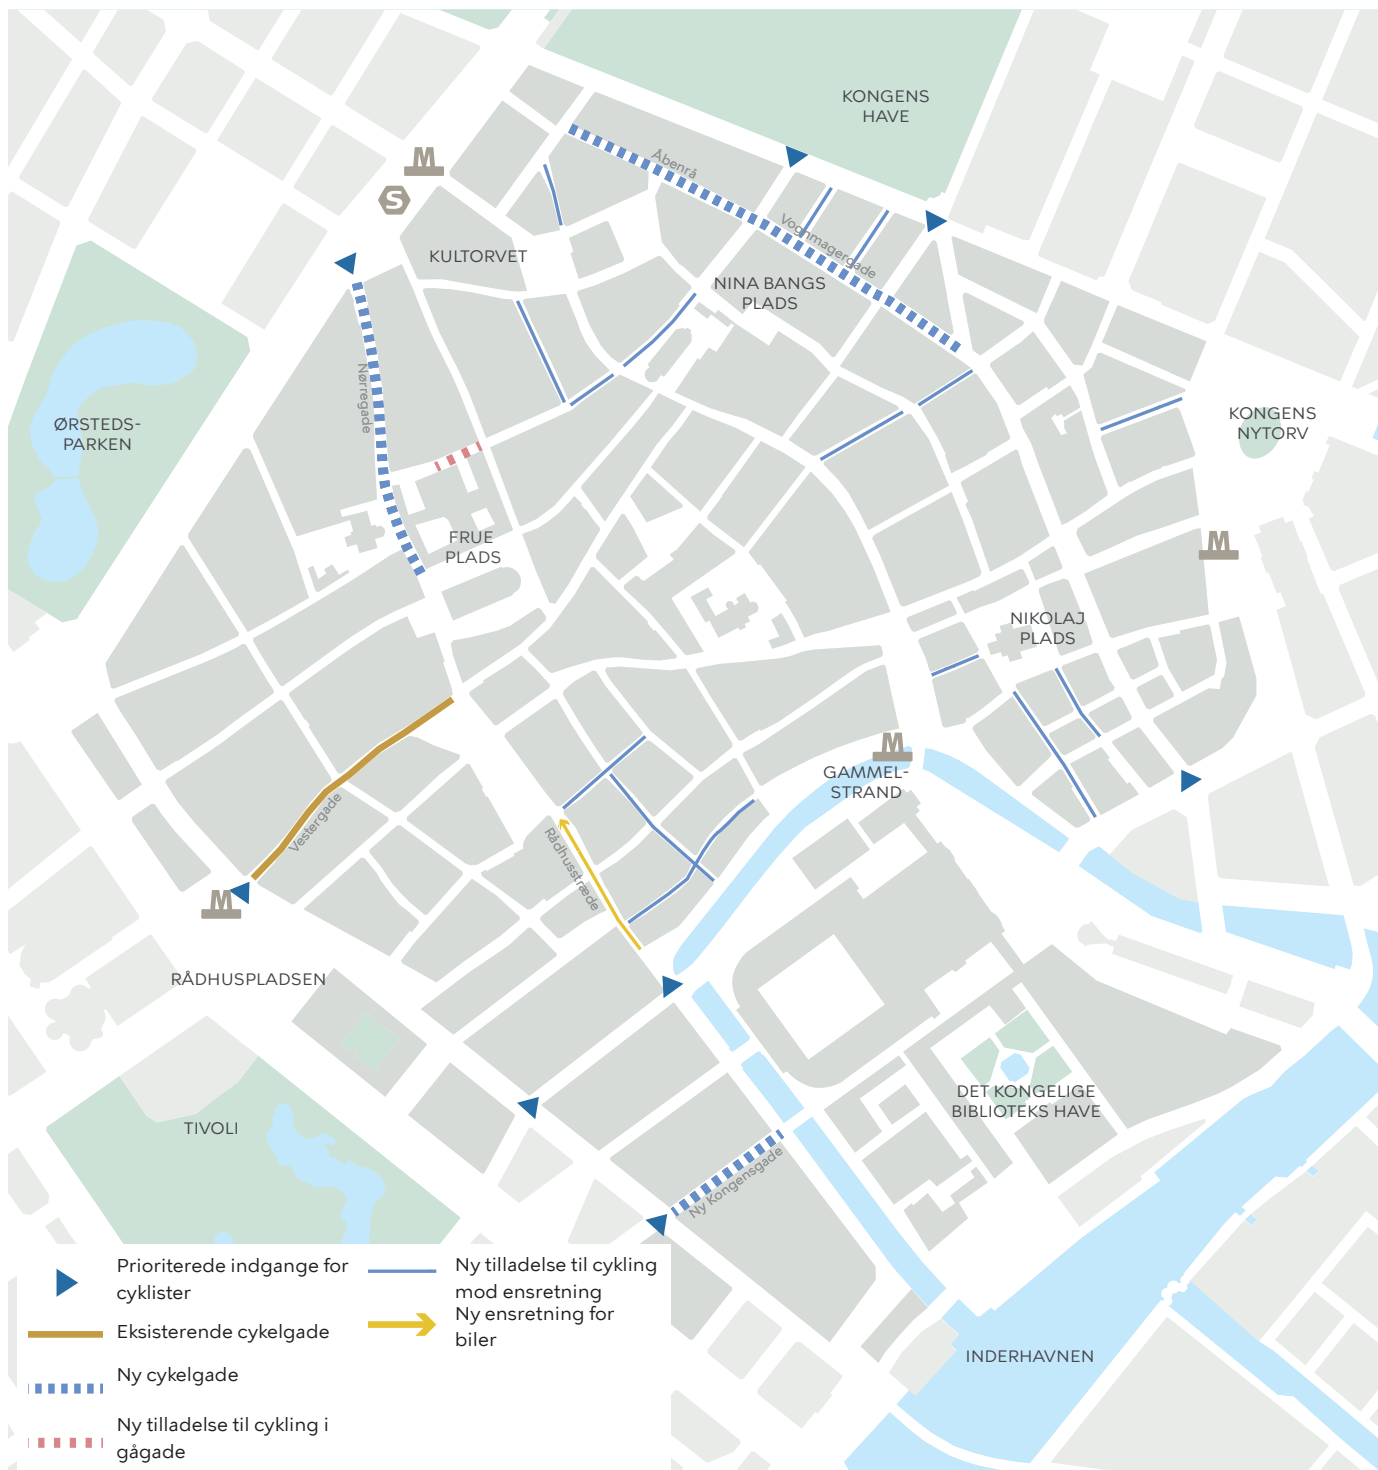 KONGENS
HAVE
M
Åbenrå
S
Vognmagergade
KULTORVET
NINA BANGS
PLADS
Nørregade
KONGENS
NYTORV
ØRSTEDS-
PARKEN
FRUE
PLADS
M
NIKOLAJ
PLADS
M
GAMMEL-
STRAND
Vestergade
Rådhusstræde
M
RÅDHUSPLADSEN
DET KONGELIGE
BIBLIOTEKS HAVE
TIVOLI
Ny Kongensgade
INDERHAVNEN
Prioriterede indgange for
cyklister
Eksisterende cykelgade
Ny cykelgade
Ny tilladelse til cykling i
gågade
Ny tilladelse til cykling
mod ensretning
Ny ensretning for
biler